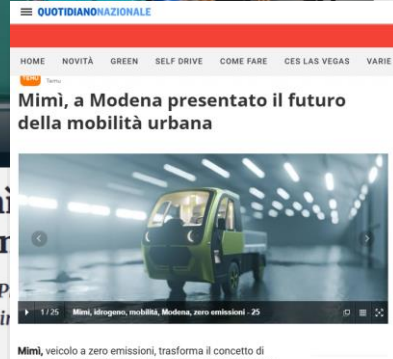 QUOTIDIANONAZIONALE
HOME NOVITÀ GREEN SELF DRIVE COME FARE CES LAS VEGAS VARIE
Temu
Mimì, a Modena presentato il futuro
della mobilità urbana
1/25 Mimì, idrogeno, mobilità, Modena, zero emissioni - 25
Mimì, veicolo a zero emissioni, trasforma il concetto di